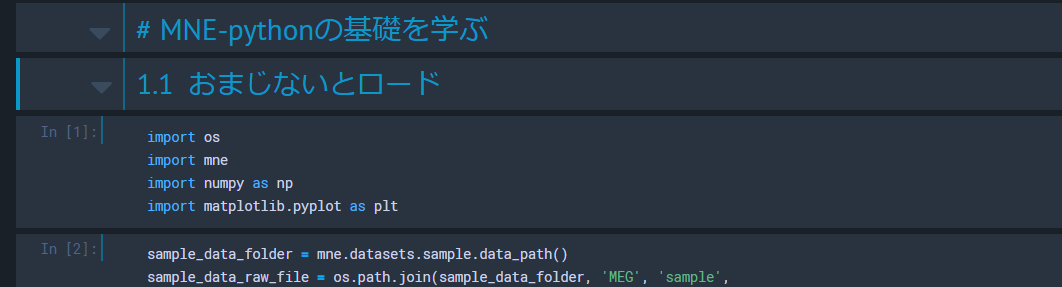 # MNE-pythonの基礎を学ぶ
1.1 おまじないとロード
In [1]:
import os
import mne
import numpy as np
import matplotlib.pyplot as plt
In [2]:
sample_data_folder = mne.datasets.sample.data_path()
sample_data_raw_file = os.path.join(sample_data_folder, 'MEG', 'sample',